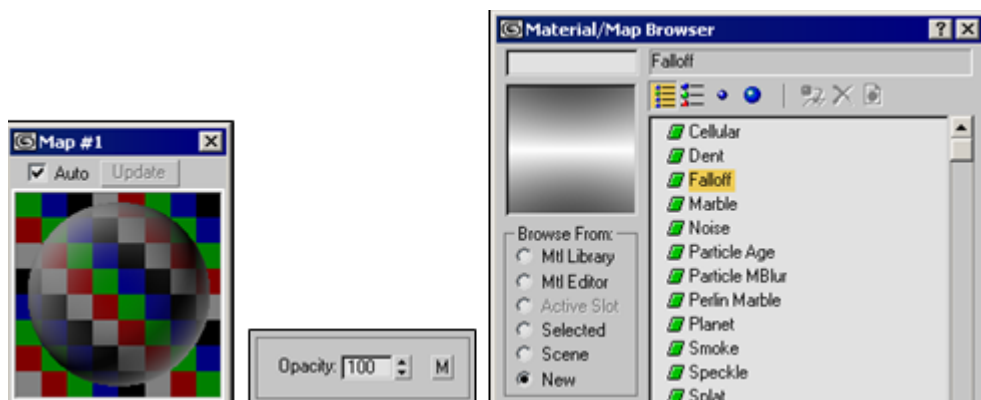 Map #1
Auto Update
Opacity: 100 M
Material/Map Browser
Falloff
Cellular
Dent
Falloff
Marble
Noise
Particle Age
Particle MBlur
Perlin Marble
Planet
Smoke
Speckle
Splat
Browse From:
Mtl Library
Mtl Editor
Active Slot
Selected
Scene
New